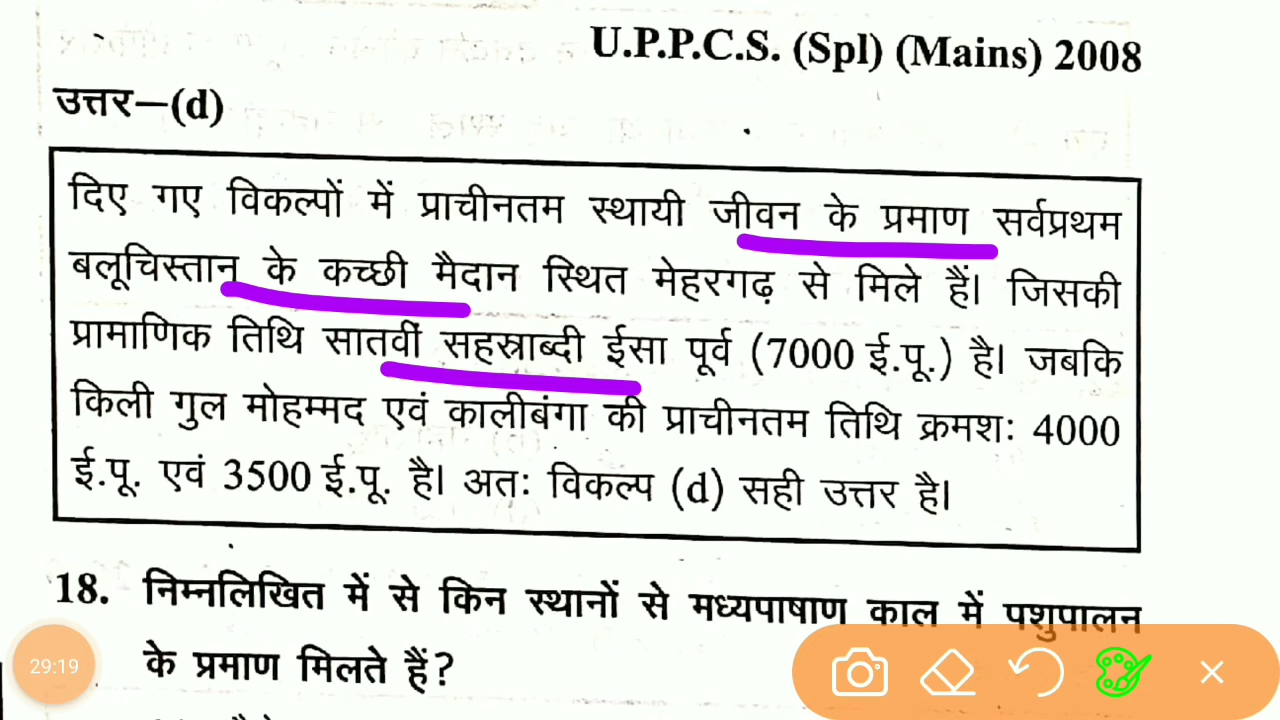 U.P.P.C.S. (Spl) (Mains) 2008
उत्तर–(d)
दिए गए विकल्पों में प्राचीनतम स्थायी जीवन के प्रमाण सर्वप्रथम
बलूचिस्तान के कच्छी मैदान स्थित मेहरगढ़ से मिले हैं। जिसकी
प्रामाणिक तिथि सातवीं सहस्राब्दी ईसा पूर्व (7000 ई.पू.) है। जबकि
किली गुल मोहम्मद एवं कालीबंगा की प्राचीनतम तिथि क्रमशः 4000
ई.पू. एवं 3500 ई.पू. है। अतः विकल्प (d) सही उत्तर है।
18. निम्नलिखित में से किन स्थानों से मध्यपाषाण काल में पशुपालन
के प्रमाण मिलते हैं?
29:19